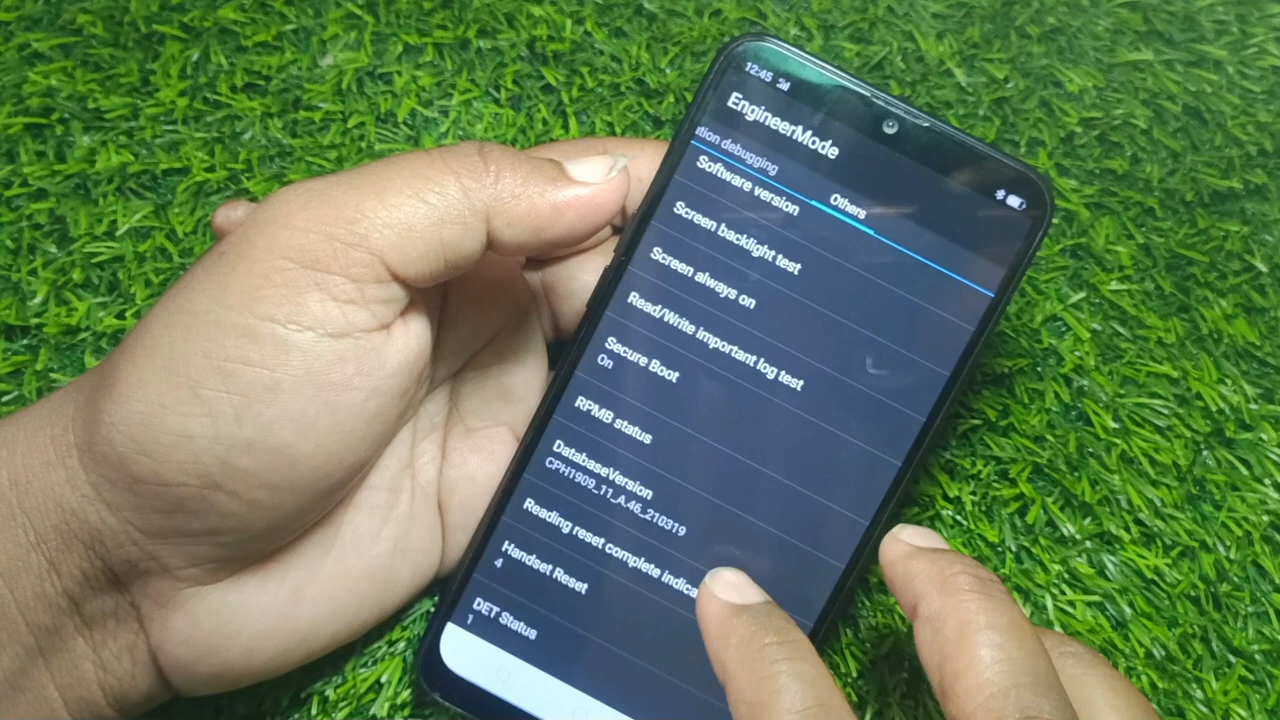 12:45
EngineerMode
ution debugging
Others
Software version
Screen backlight test
Screen always on
Read/Write important log test
Secure Boot
On
RPMB status
DatabaseVersion
CPH1909_11_A.46_210319
Reading reset complete indica
Handset Reset
4
DET Status
1